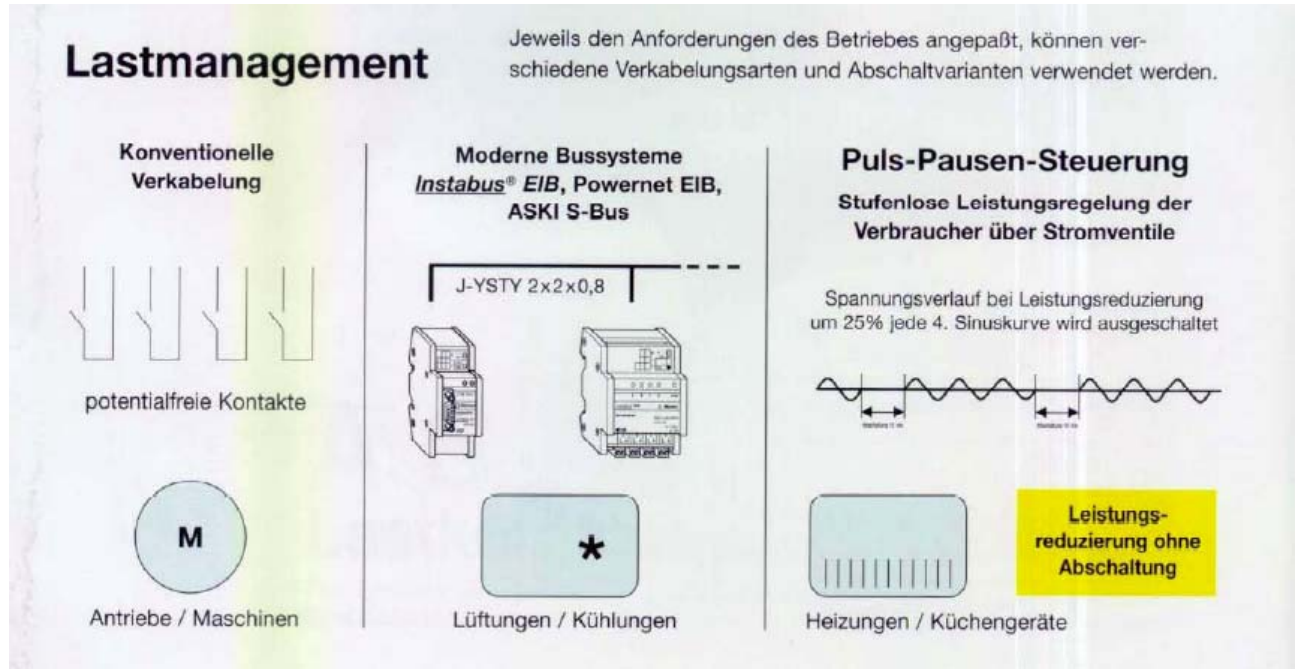 Lastmanagement
Jeweils den Anforderungen des Betriebes angepaßt, können ver-
schiedene Verkabelungsarten und Abschaltvarianten verwendet werden.
Konventionelle
Verkabelung
potentialfreie Kontakte
M
Antriebe / Maschinen
Moderne Bussysteme
Instabus® EIB, Powernet EIB,
ASKI S-Bus
J-YSTY 2x2x0,8
*
Lüftungen / Kühlungen
Puls-Pausen-Steuerung
Stufenlose Leistungsregelung der
Verbraucher über Stromventile
Spannungsverlauf bei Leistungsreduzierung
um 25% jede 4. Sinuskurve wird ausgeschaltet
Heizungen / Küchengeräte
Leistungs-
reduzierung ohne
Abschaltung